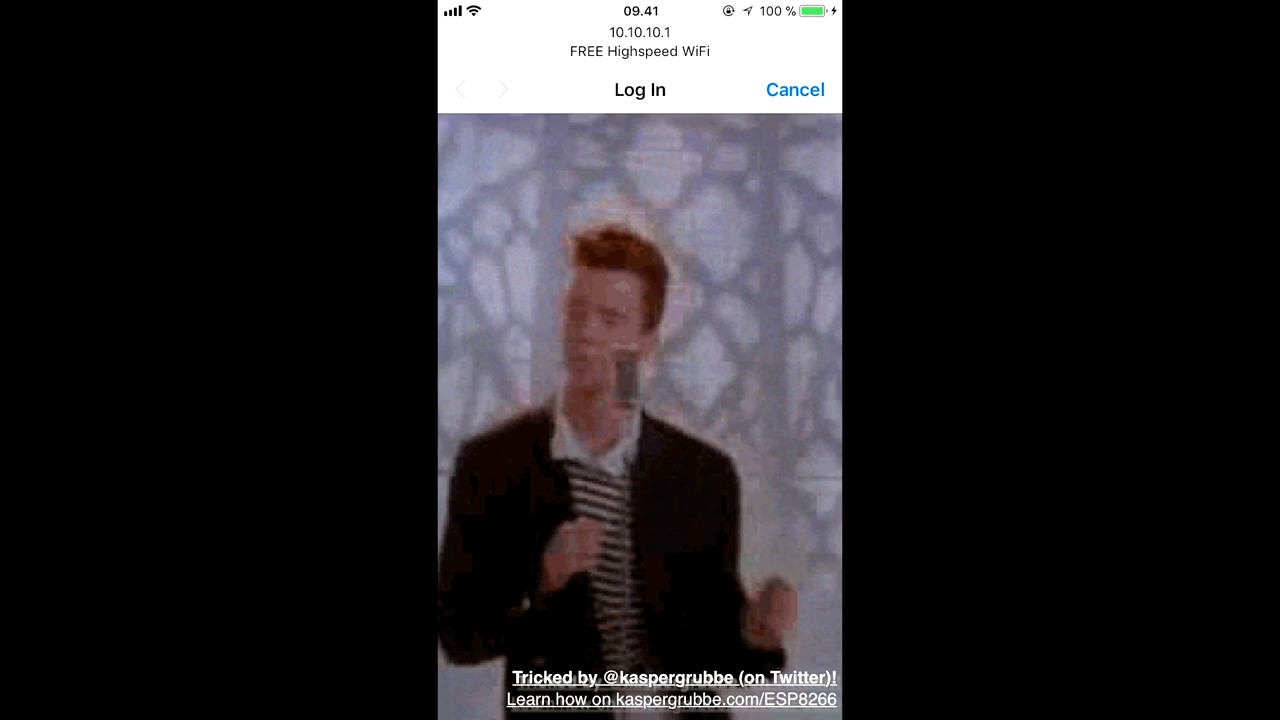 09.41
100 %
10.10.10.1
FREE Highspeed WiFi
Log In
Cancel
Tricked by @kaspergrubbe (on Twitter)!
Learn how on kaspergrubbe.com/ESP8266